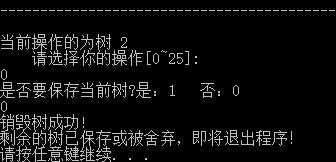 --------------------------------------------------
当前操作的为树 2
请选择你的操作[0~25]:
0
是否要保存当前树?是：1 否：0
0
销毁树成功!
剩余的树已保存或被舍弃，即将退出程序!
请按任意键继续. . .